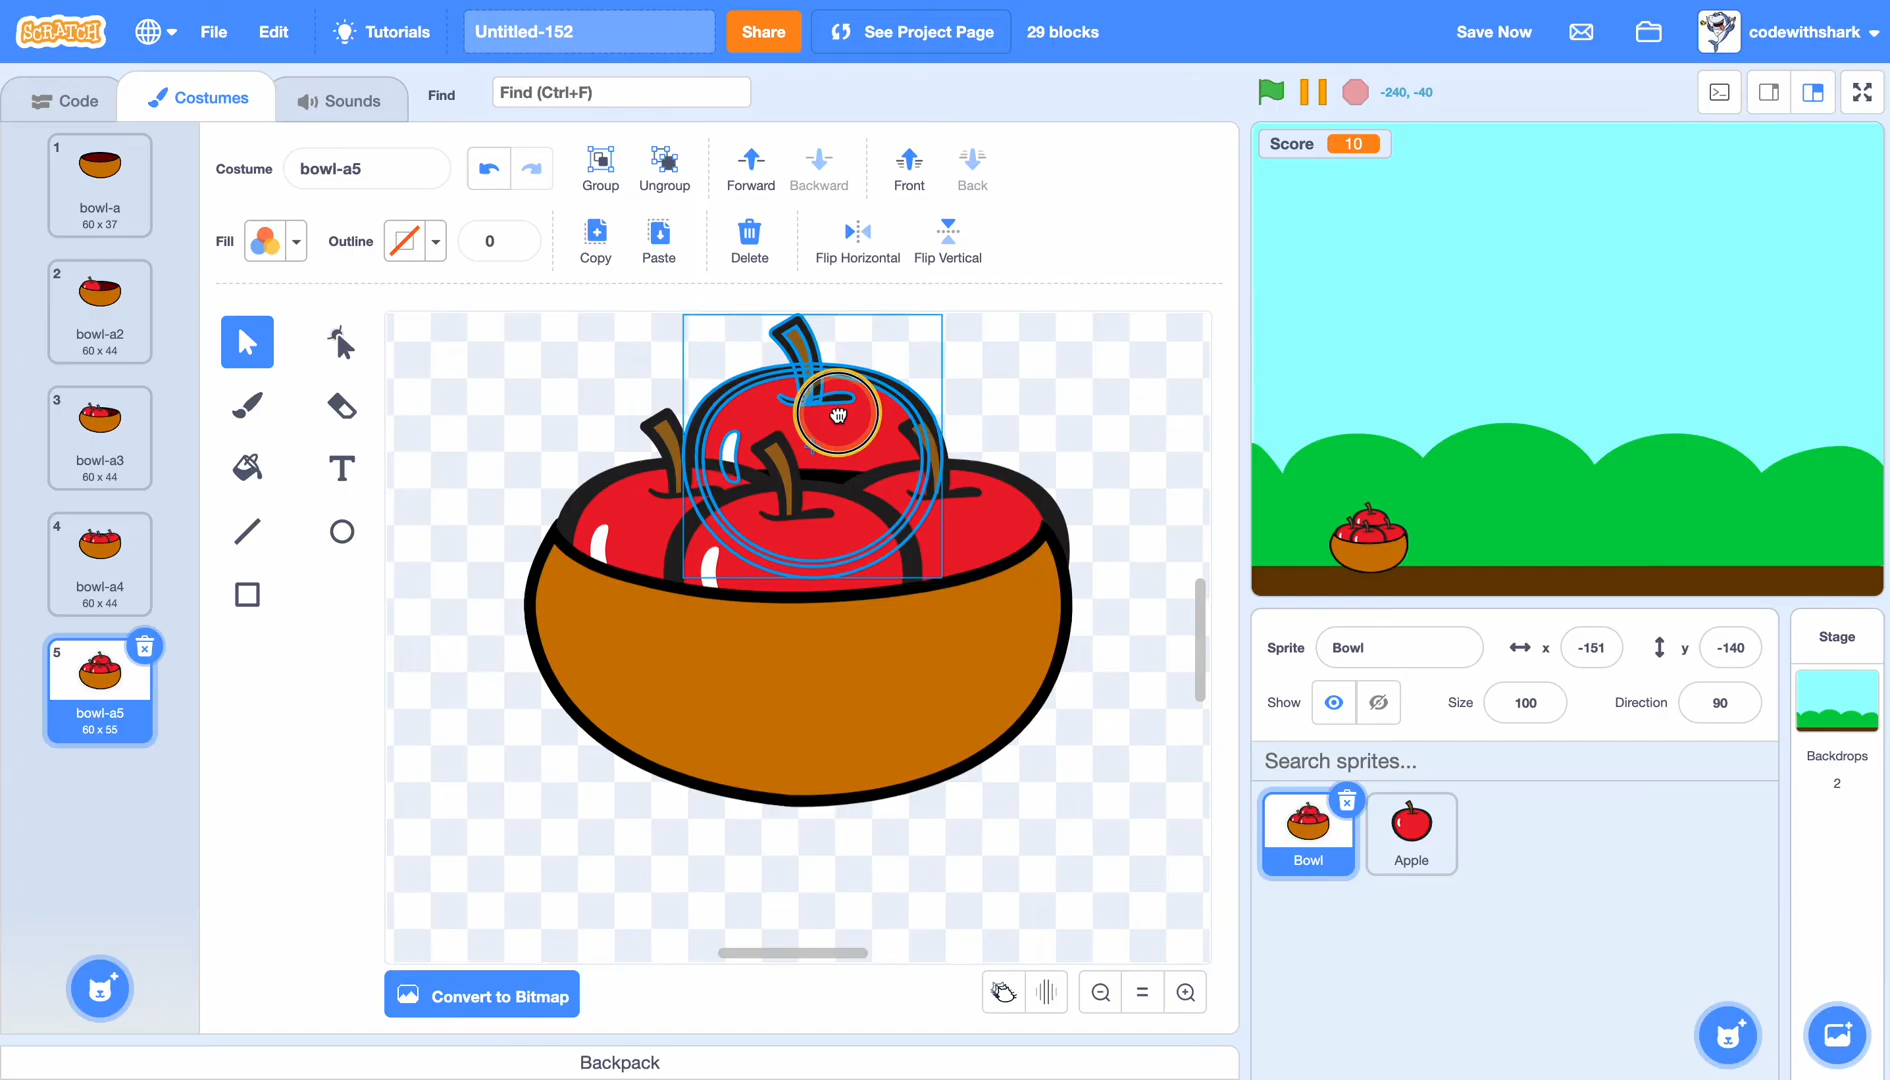 SCRATCH File Edit Tutorials Untitled-152 Share See Project Page 29 blocks Save Now codewithshark
Code Costumes Sounds Find Find (Ctrl+F) -240, -40
1
bowl-a
60 x 37
2
bowl-a2
60 x 44
3
bowl-a3
60 x 44
4
bowl-a4
60 x 44
5
bowl-a5
60 x 55
Costume bowl-a5 Group Ungroup Forward Backward Front Back
Fill Outline 0 Copy Paste Delete Flip Horizontal Flip Vertical
T
Convert to Bitmap
=
Backpack
Score 10
Sprite Bowl x -151 y -140
Show Size 100 Direction 90
Search sprites...
Bowl Apple
Stage
Backdrops
2